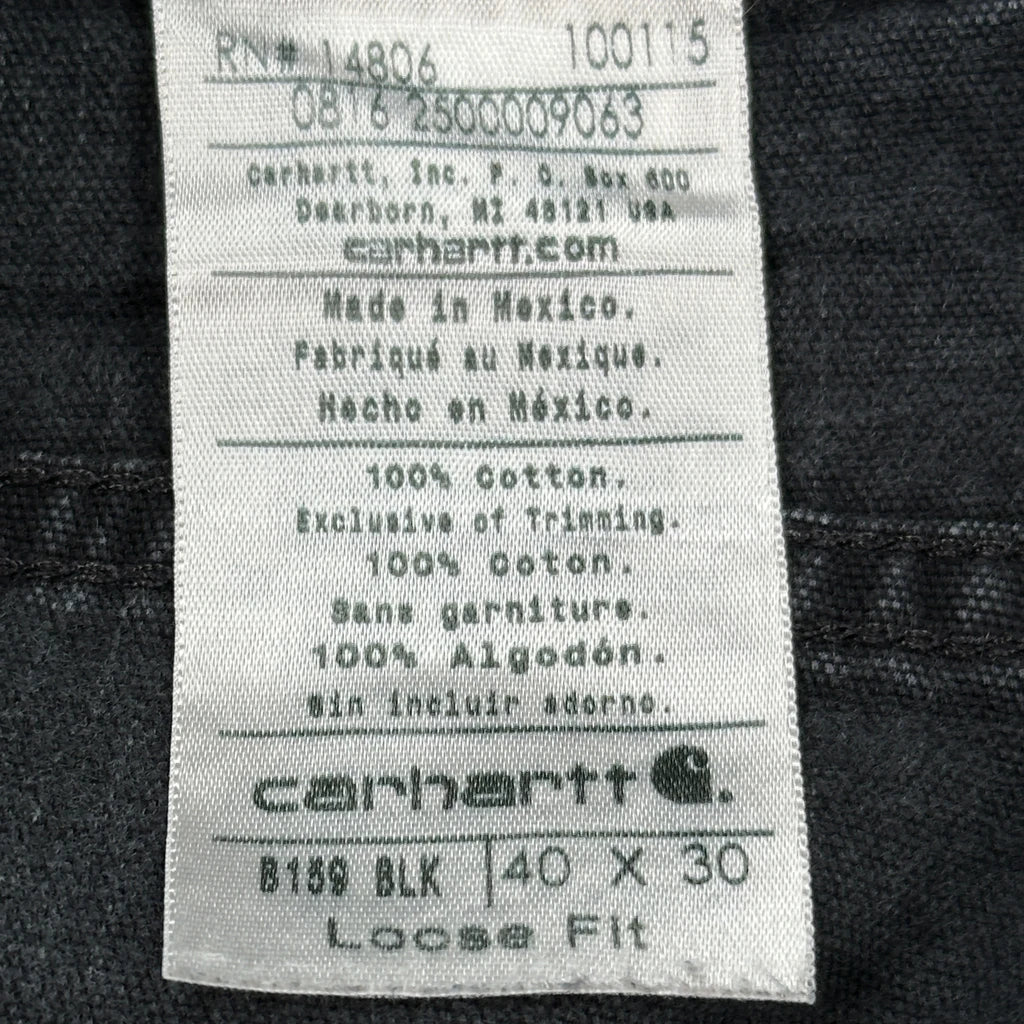 RN# 14806 100115
0816 2500009063
Carhartt, Inc. P. O. Box 600
Dearborn, MI 48121 USA
carhartt.com
Made in Mexico.
Fabriqué au Mexique.
Hecho en México.
100% Cotton.
Exclusive of Trimming.
100% Coton.
Sans garniture.
100% Algodón.
Sin incluir adorno.
carhartt
B159 BLK 40 X 30
Loose Fit